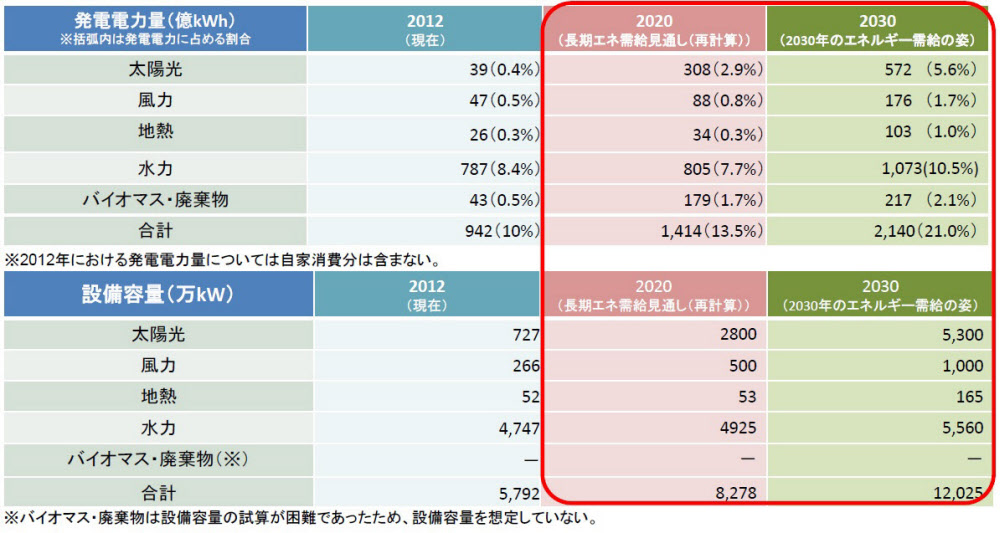 発電電力量（億kWh） 2012 2020 2030
※括弧内は発電電力に占める割合 （現在） （長期エネ需給見通し（再計算）） （2030年のエネルギー需給の姿）
太陽光 39（0.4%） 308（2.9%） 572 （5.6%）
風力 47（0.5%） 88（0.8%） 176 （1.7%）
地熱 26（0.3%） 34（0.3%） 103 （1.0%）
水力 787（8.4%） 805（7.7%） 1,073(10.5%)
バイオマス・廃棄物 43（0.5%） 179（1.7%） 217 （2.1%）
合計 942（10%） 1,414（13.5%） 2,140（21.0%）
※2012年における発電電力量については自家消費分は含まない。
設備容量（万kW） 2012 2020 2030
（現在） （長期エネ需給見通し（再計算）） （2030年のエネルギー需給の姿）
太陽光 727 2800 5,300
風力 266 500 1,000
地熱 52 53 165
水力 4,747 4925 5,560
バイオマス・廃棄物（※） － － －
合計 5,792 8,278 12,025
※バイオマス・廃棄物は設備容量の試算が困難であったため、設備容量を想定していない。